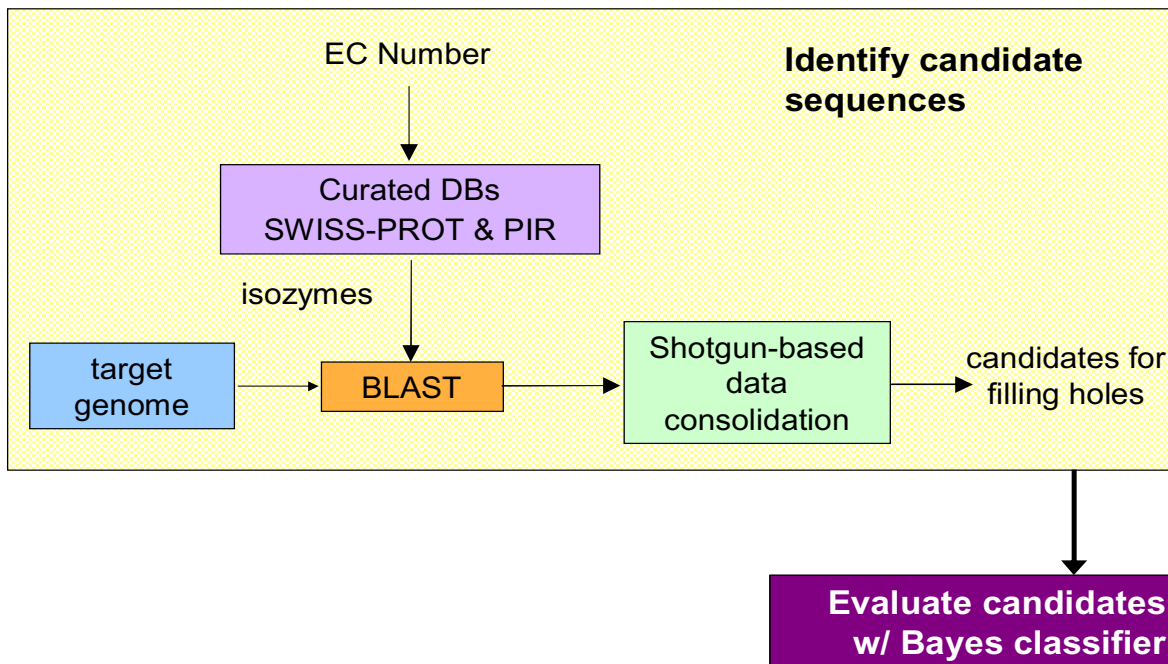 EC Number
Identify candidate
sequences
Curated DBs
SWISS-PROT & PIR
isozymes
target
genome
BLAST
Shotgun-based
data
consolidation
candidates for
filling holes
Evaluate candidates
w/ Bayes classifier